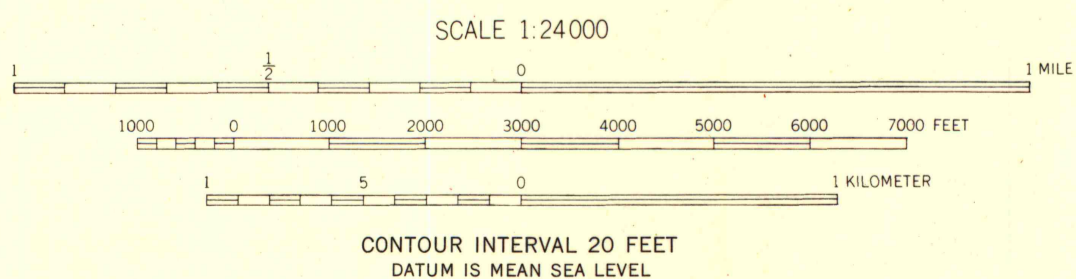 SCALE 1:24000
1 1/2 0 1 MILE
1000 0 1000 2000 3000 4000 5000 6000 7000 FEET
1 5 0 1 KILOMETER
CONTOUR INTERVAL 20 FEET
DATUM IS MEAN SEA LEVEL